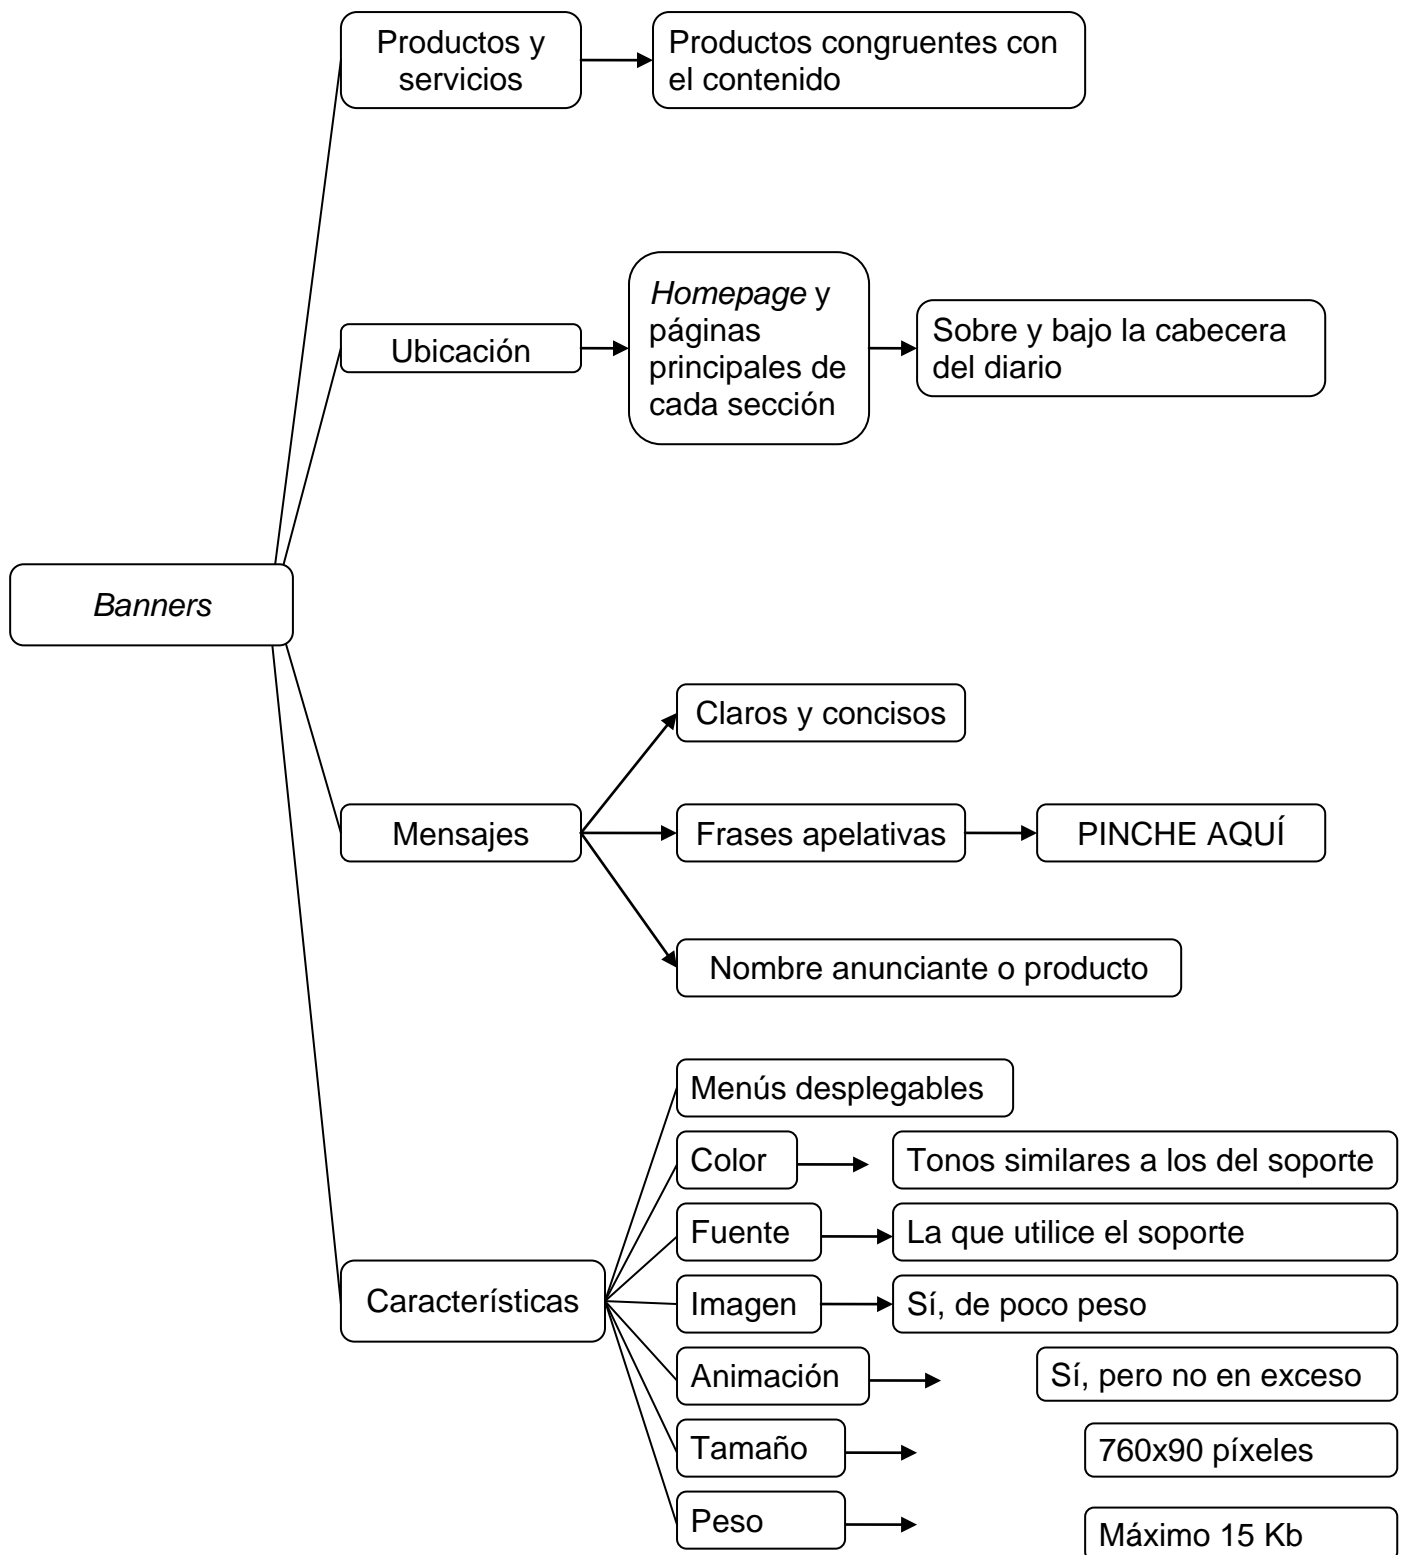 Productos y
servicios
Productos congruentes con
el contenido
Homepage y
páginas
principales de
cada sección
Ubicación
Sobre y bajo la cabecera
del diario
Banners
Claros y concisos
Mensajes
Frases apelativas
PINCHE AQUÍ
Nombre anunciante o producto
Menús desplegables
Color
Tonos similares a los del soporte
Fuente
La que utilice el soporte
Características
Imagen
Sí, de poco peso
Animación
Sí, pero no en exceso
Tamaño
760x90 píxeles
Peso
Máximo 15 Kb